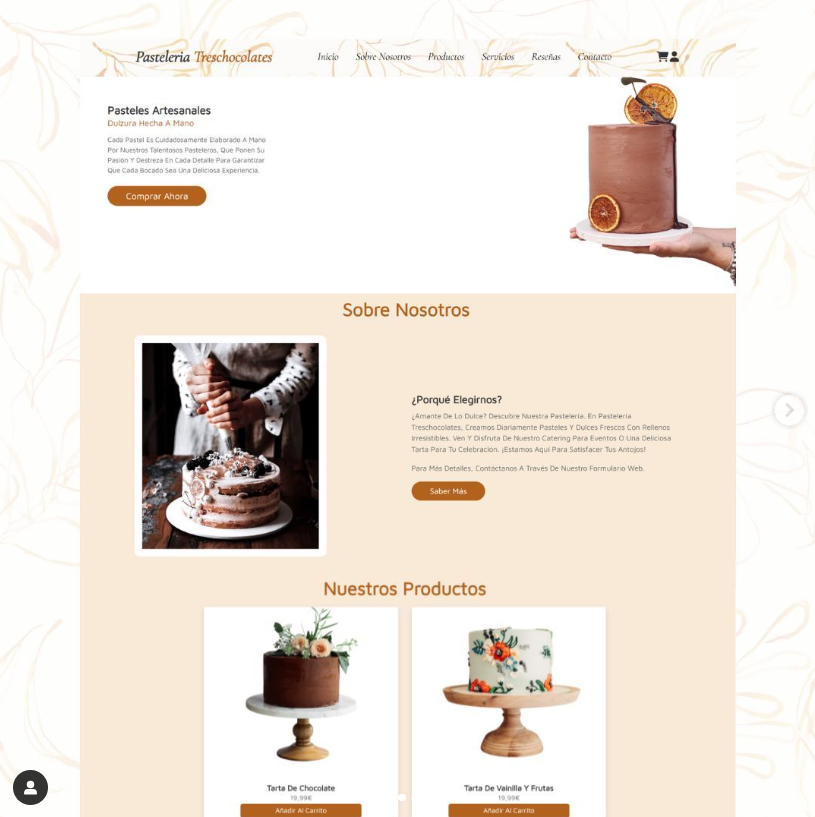 Pasteleria Treschocolates
Inicio Sobre Nosotros Productos Servicios Reseñas Contacto
Pasteles Artesanales
Dulzura Hecha A Mano
Cada Pastel Es Cuidadosamente Elaborado A Mano
Por Nuestros Talentosos Pasteleros, Que Ponen Su
Pasión Y Destreza En Cada Detalle Para Garantizar
Que Cada Bocado Sea Una Deliciosa Experiencia.
Comprar Ahora
Sobre Nosotros
¿Porqué Elegirnos?
¿Amante De Lo Dulce? Descubre Nuestra Pastelería. En Pasteleria
Treschocolates, Creamos Diariamente Pasteles Y Dulces Frescos Con Rellenos
Irresistibles. Ven Y Disfruta De Nuestro Catering Para Eventos O Una Deliciosa
Tarta Para Tu Celebración. ¡Estamos Aquí Para Satisfacer Tus Antojos!
Para Más Detalles, Contáctanos A Través De Nuestro Formulario Web.
Saber Más
Nuestros Productos
Tarta De Chocolate
19,99€
Añadir Al Carrito
Tarta De Vainilla Y Frutas
19,99€
Añadir Al Carrito